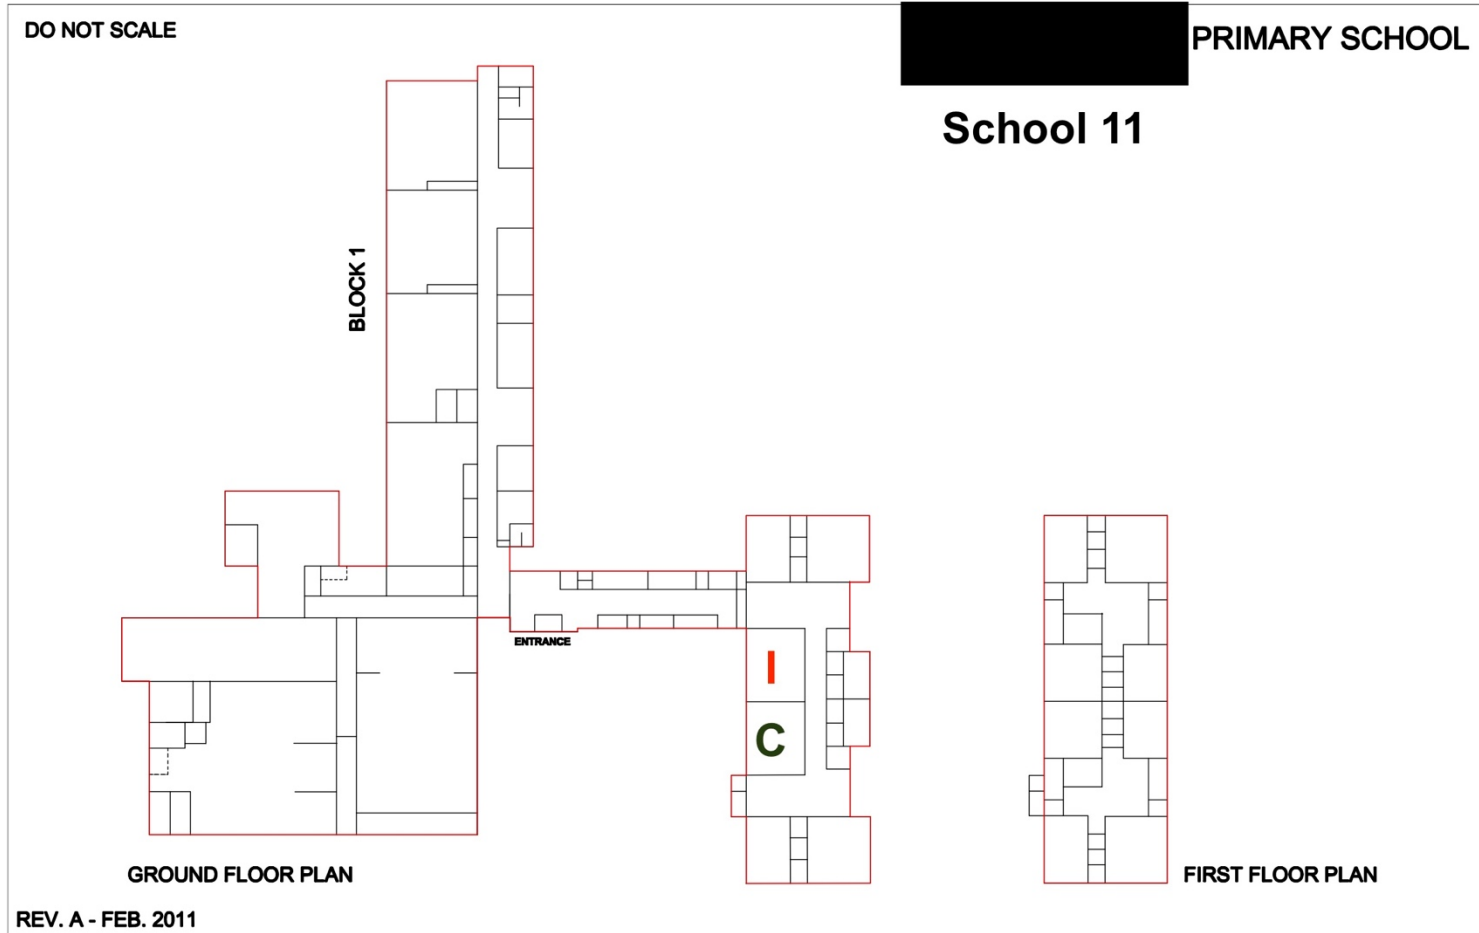 DO NOT SCALE
PRIMARY SCHOOL
School 11
BLOCK 1
ENTRANCE
I
C
GROUND FLOOR PLAN
FIRST FLOOR PLAN
REV. A - FEB. 2011